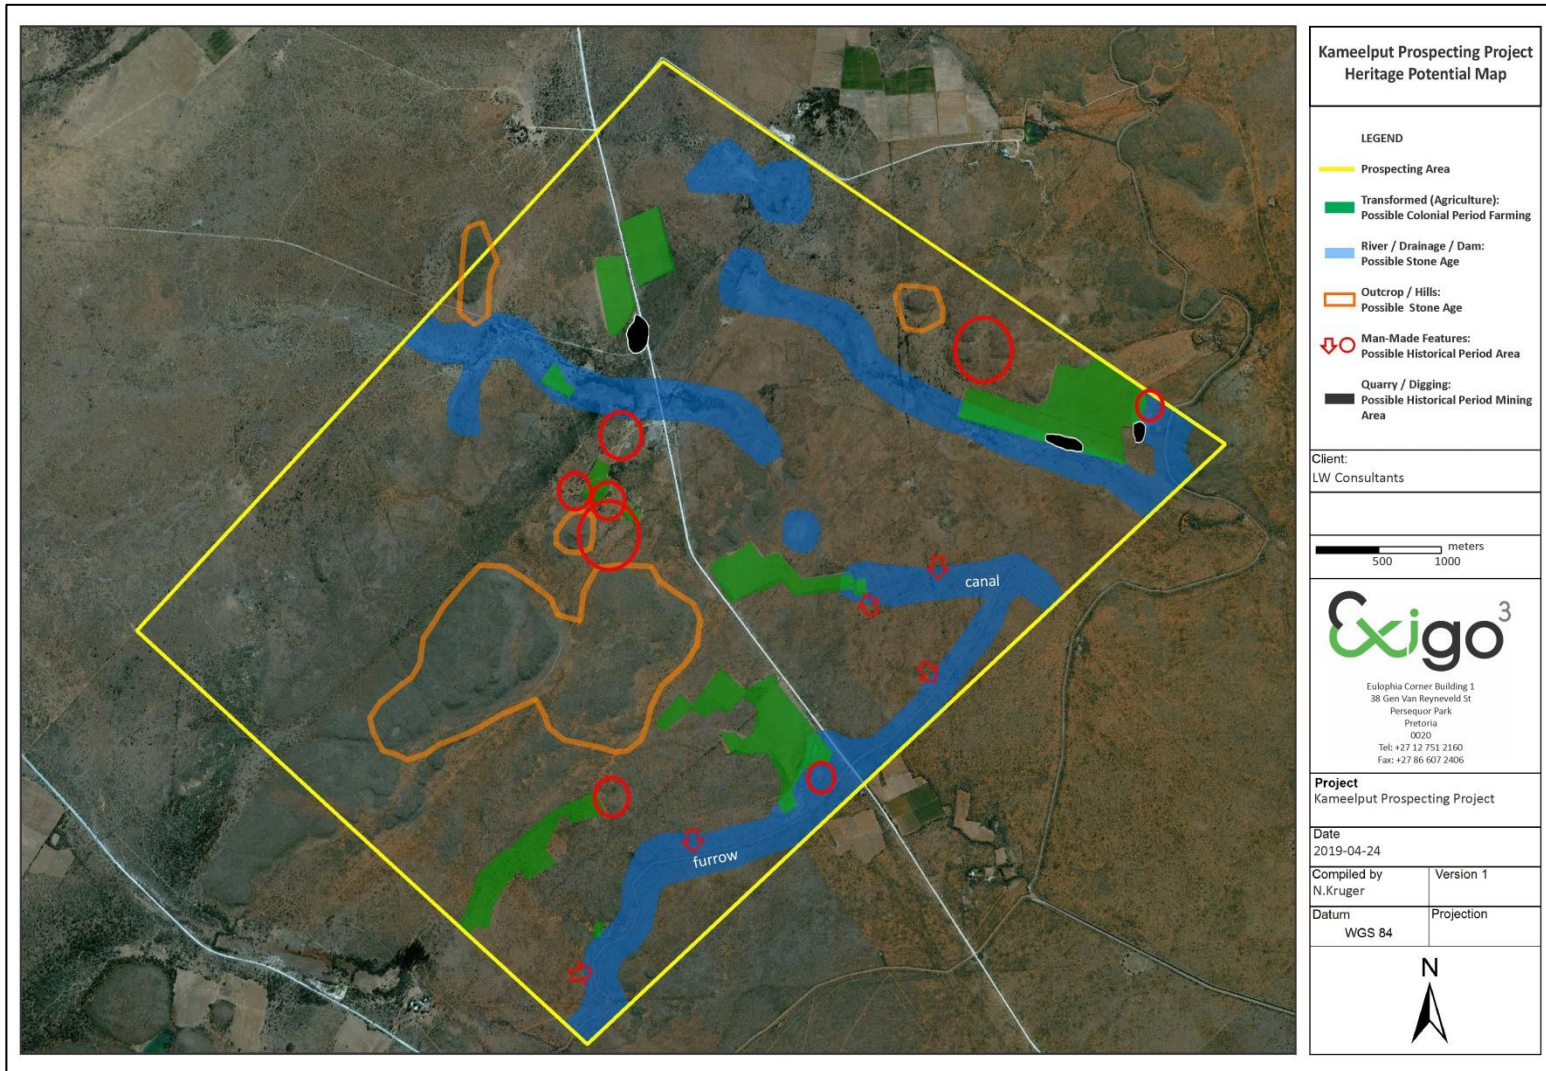 Kameelput Prospecting Project
Heritage Potential Map
LEGEND
Prospecting Area
Transformed (Agriculture):
Possible Colonial Period Farming
River / Drainage / Dam:
Possible Stone Age
Outcrop / Hills:
Possible Stone Age
Man-Made Features:
Possible Historical Period Area
Quarry / Digging:
Possible Historical Period Mining
Area
Client:
LW Consultants
meters
500 1000
Exigo3
Eulophia Corner Building 1
38 Gen Van Reyneveld St
Persequor Park
Pretoria
0020
Tel: +27 12 751 2160
Fax: +27 86 607 2406
Project
Kameelput Prospecting Project
Date
2019-04-24
Compiled by
N.Kruger
Version 1
Datum
WGS 84
Projection
N
canal
furrow